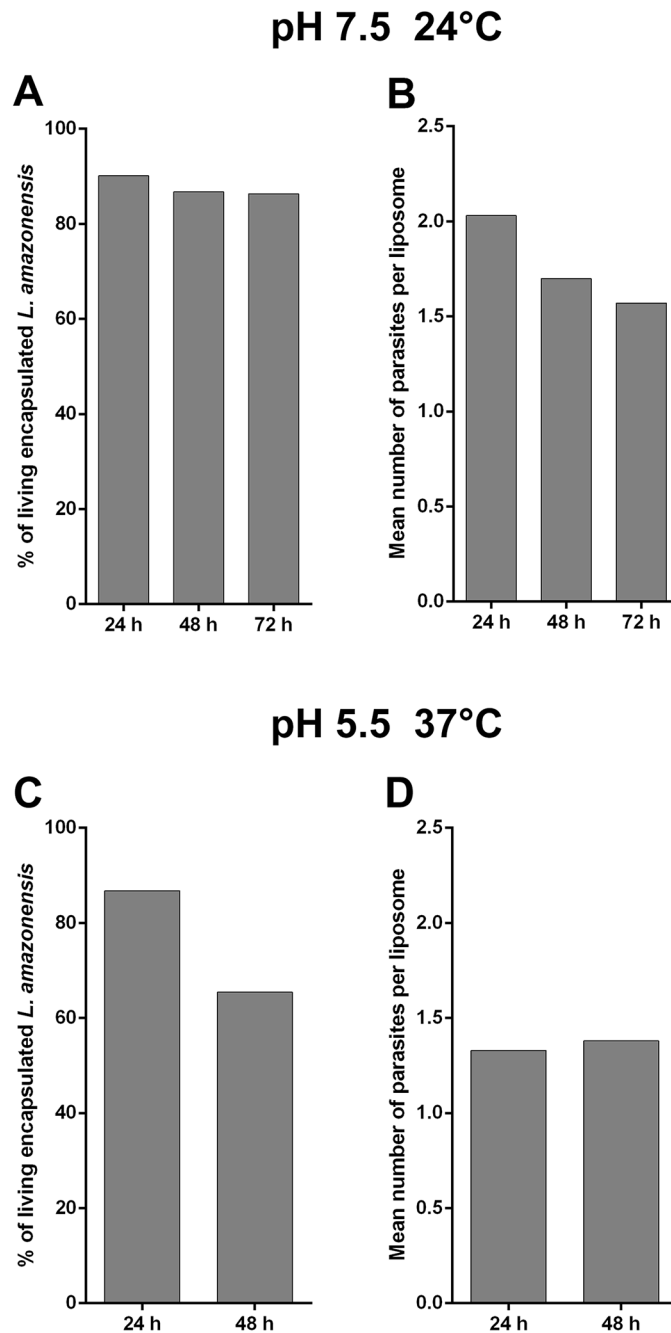 pH 7.5 24°C
A
% of living encapsulated L. amazonensis
100
80
60
40
20
0
24 h 48 h 72 h
B
Mean number of parasites per liposome
2.5
2.0
1.5
1.0
0.5
0.0
24 h 48 h 72 h
pH 5.5 37°C
C
% of living encapsulated L. amazonensis
100
80
60
40
20
0
24 h 48 h
D
Mean number of parasites per liposome
2.5
2.0
1.5
1.0
0.5
0.0
24 h 48 h